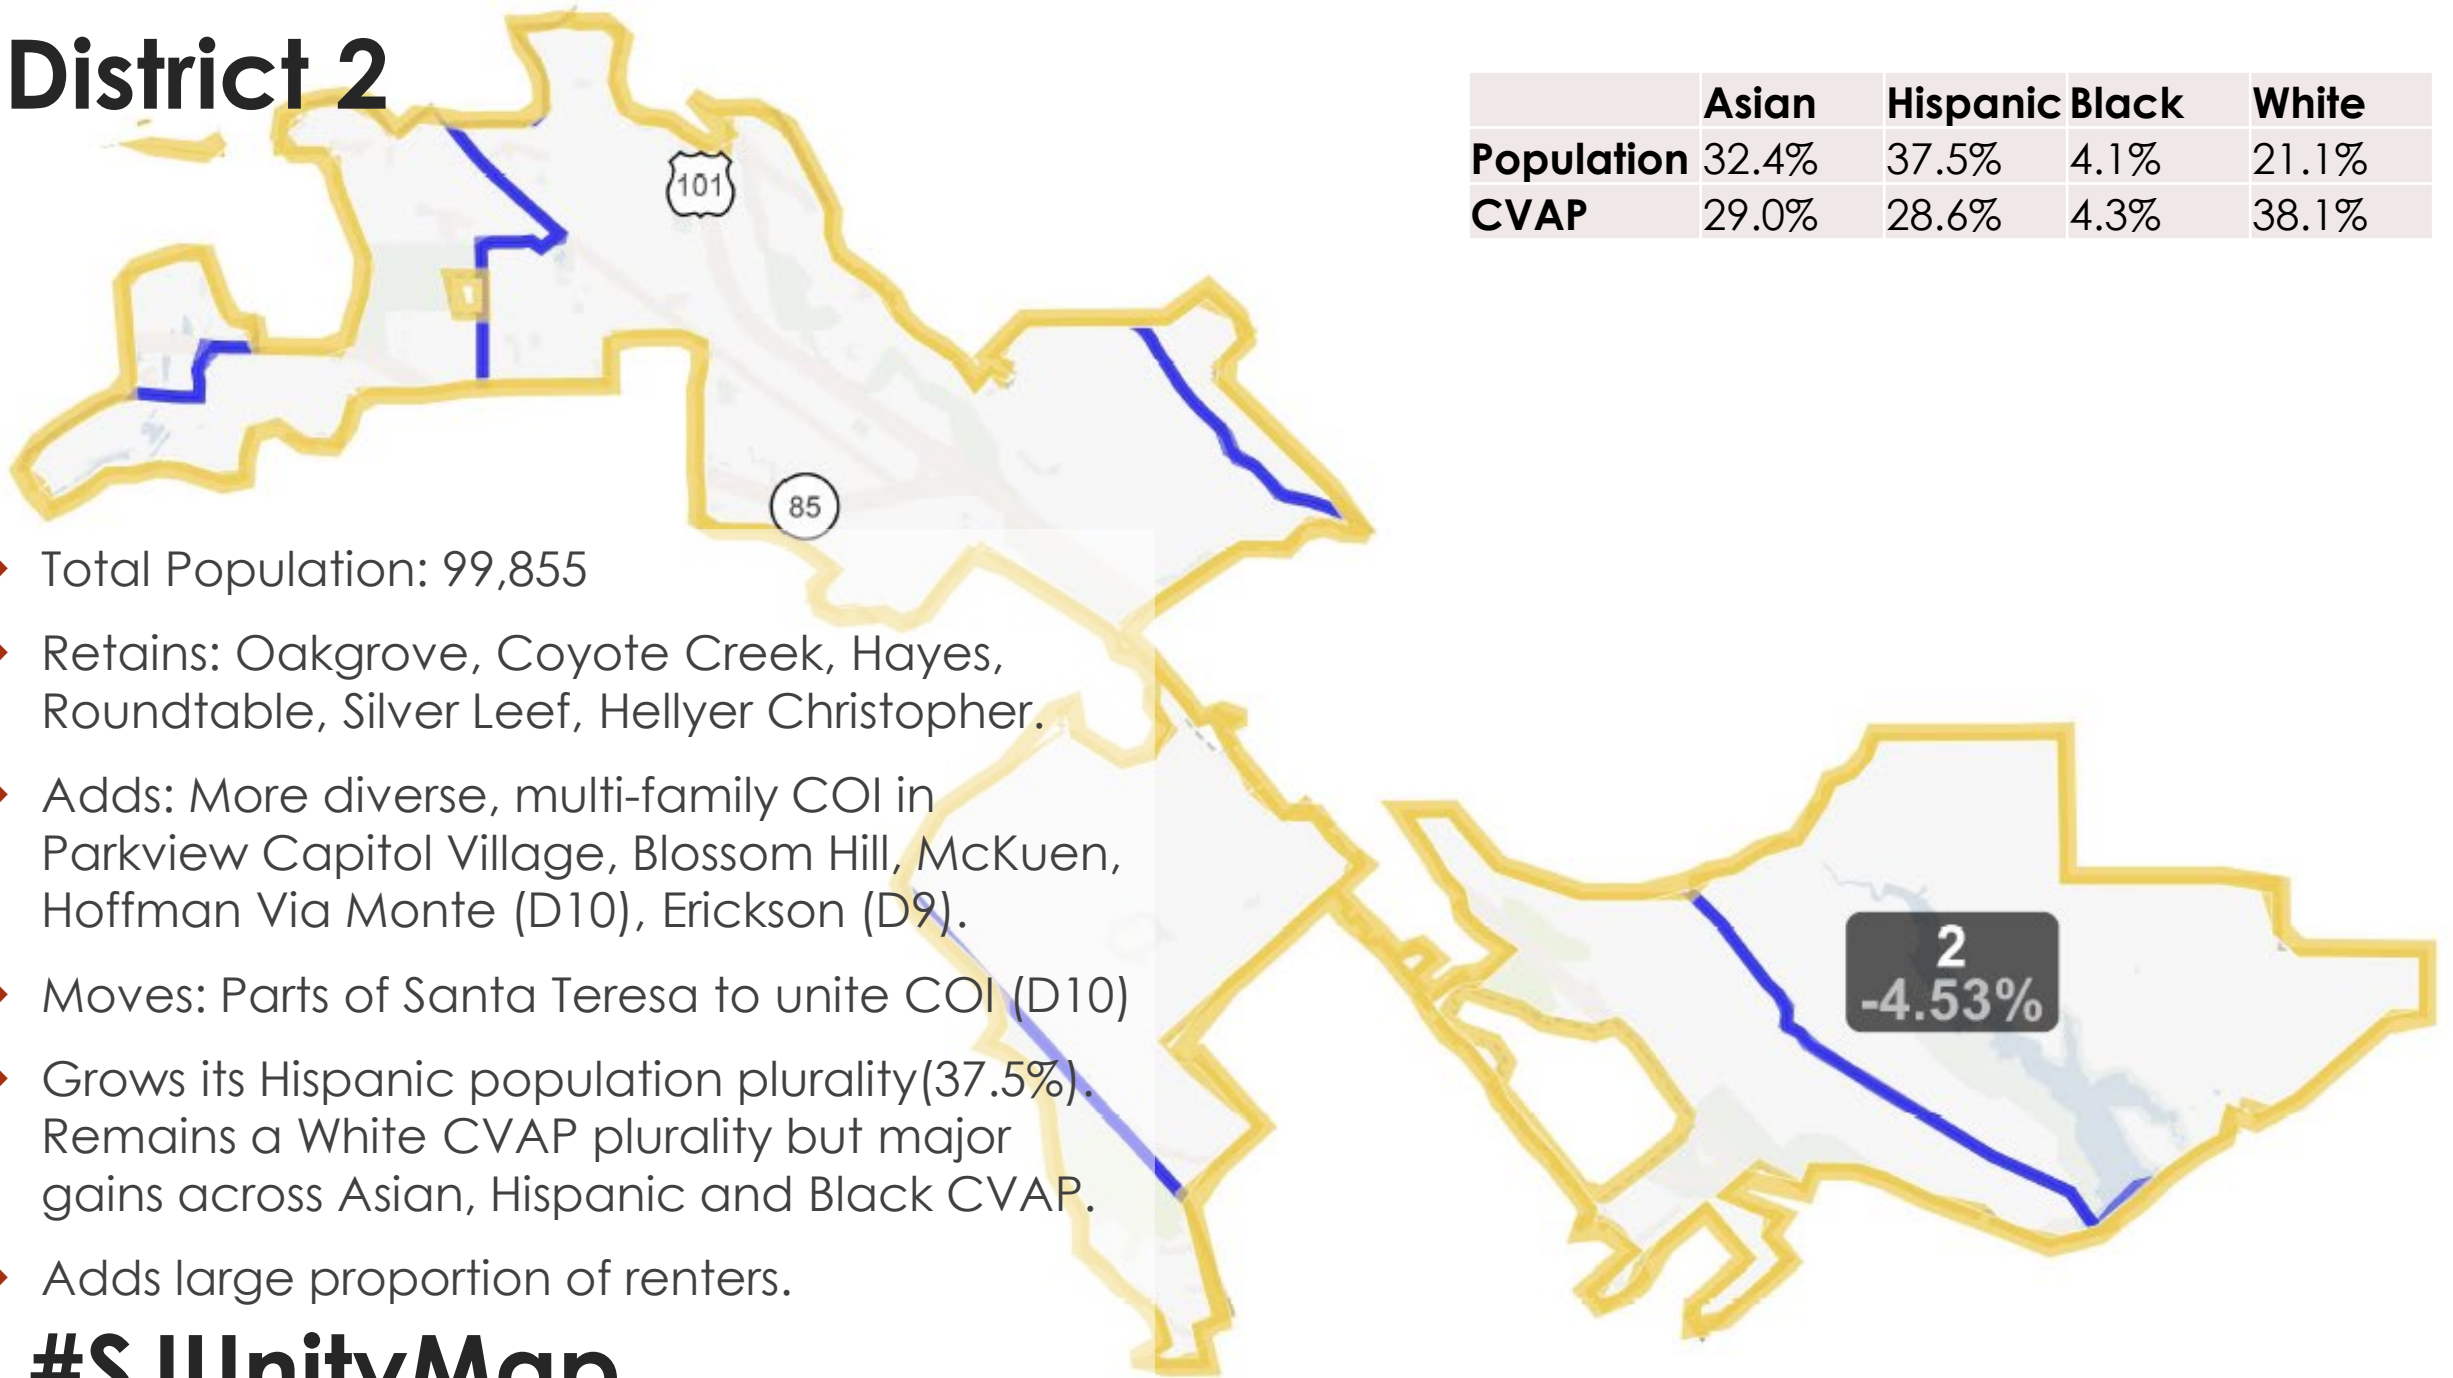 District 2
Asian Hispanic Black White
Population 32.4% 37.5% 4.1% 21.1%
CVAP 29.0% 28.6% 4.3% 38.1%
101
85
Total Population: 99,855
Retains: Oakgrove, Coyote Creek, Hayes,
Roundtable, Silver Leef, Hellyer Christopher.
Adds: More diverse, multi-family COI in
Parkview Capitol Village, Blossom Hill, McKuen,
Hoffman Via Monte (D10), Erickson (D9).
Moves: Parts of Santa Teresa to unite COI (D10)
Grows its Hispanic population plurality(37.5%).
Remains a White CVAP plurality but major
gains across Asian, Hispanic and Black CVAP.
Adds large proportion of renters.
2
-4.53%
#SJUnityMap